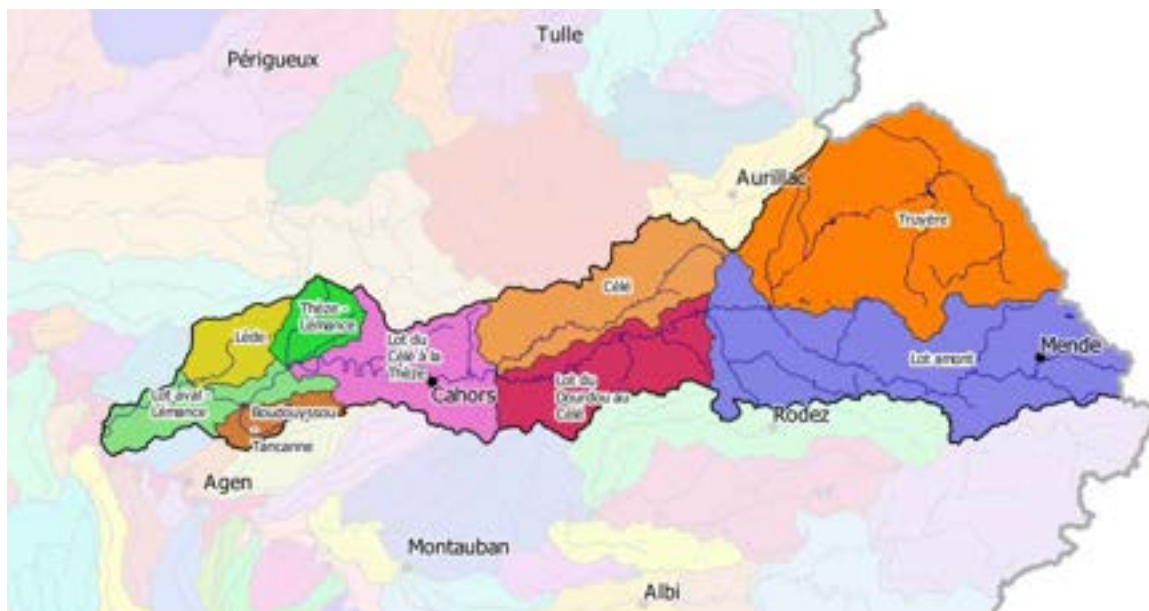 Tulle
Périgueux
Aurillac
Truyère
Célé
Thèze -
Lémance
Lède
Lot du
Célé à la
Thèze
Lot amont
Mende
Lot aval -
Lémance
Cahors
Lot du
Dourdou au
Célé
Boudouyssou
-
Tancanne
Rodez
Agen
Montauban
Albi